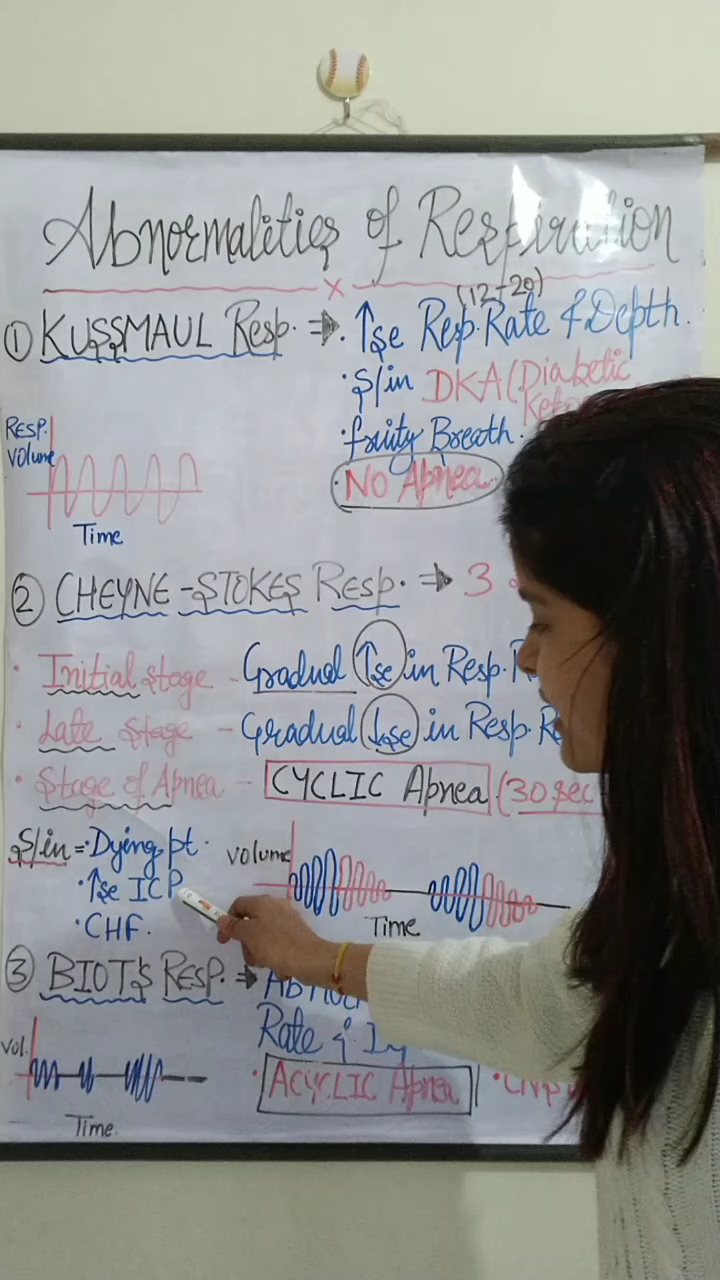 Abnormalities of Respiration
x
(12-20)
① KUSSMAUL Resp. ⇒ · ↑se Resp. Rate & Depth.
· S/in DKA (Diabetic
· fruity Breath.
· No Apnea.
RESP. Volume
Time
② CHEYNE-STOKES Resp. ⇒ 3
· Initial stage - Gradual ↑se in Resp.
· Late Stage - Gradual ↓se in Resp.
· Stage of Apnea - CYCLIC Apnea (30 sec
S/in = · Dying pt.
· ↑se ICP
· CHF.
Volume
Time
③ BIOT'S RESP. ⇒
Rate &
· ACYCLIC Apnea
Vol.
Time.